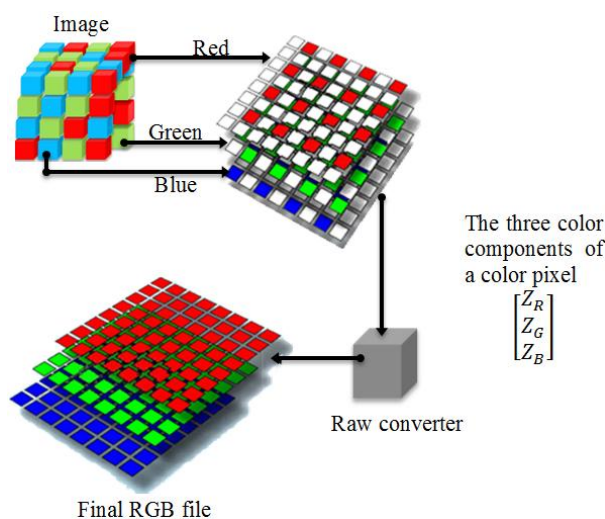 Image
Red
Green
Blue
The three color
components of
a color pixel
[Z_R
Z_G
Z_B]
Raw converter
Final RGB file